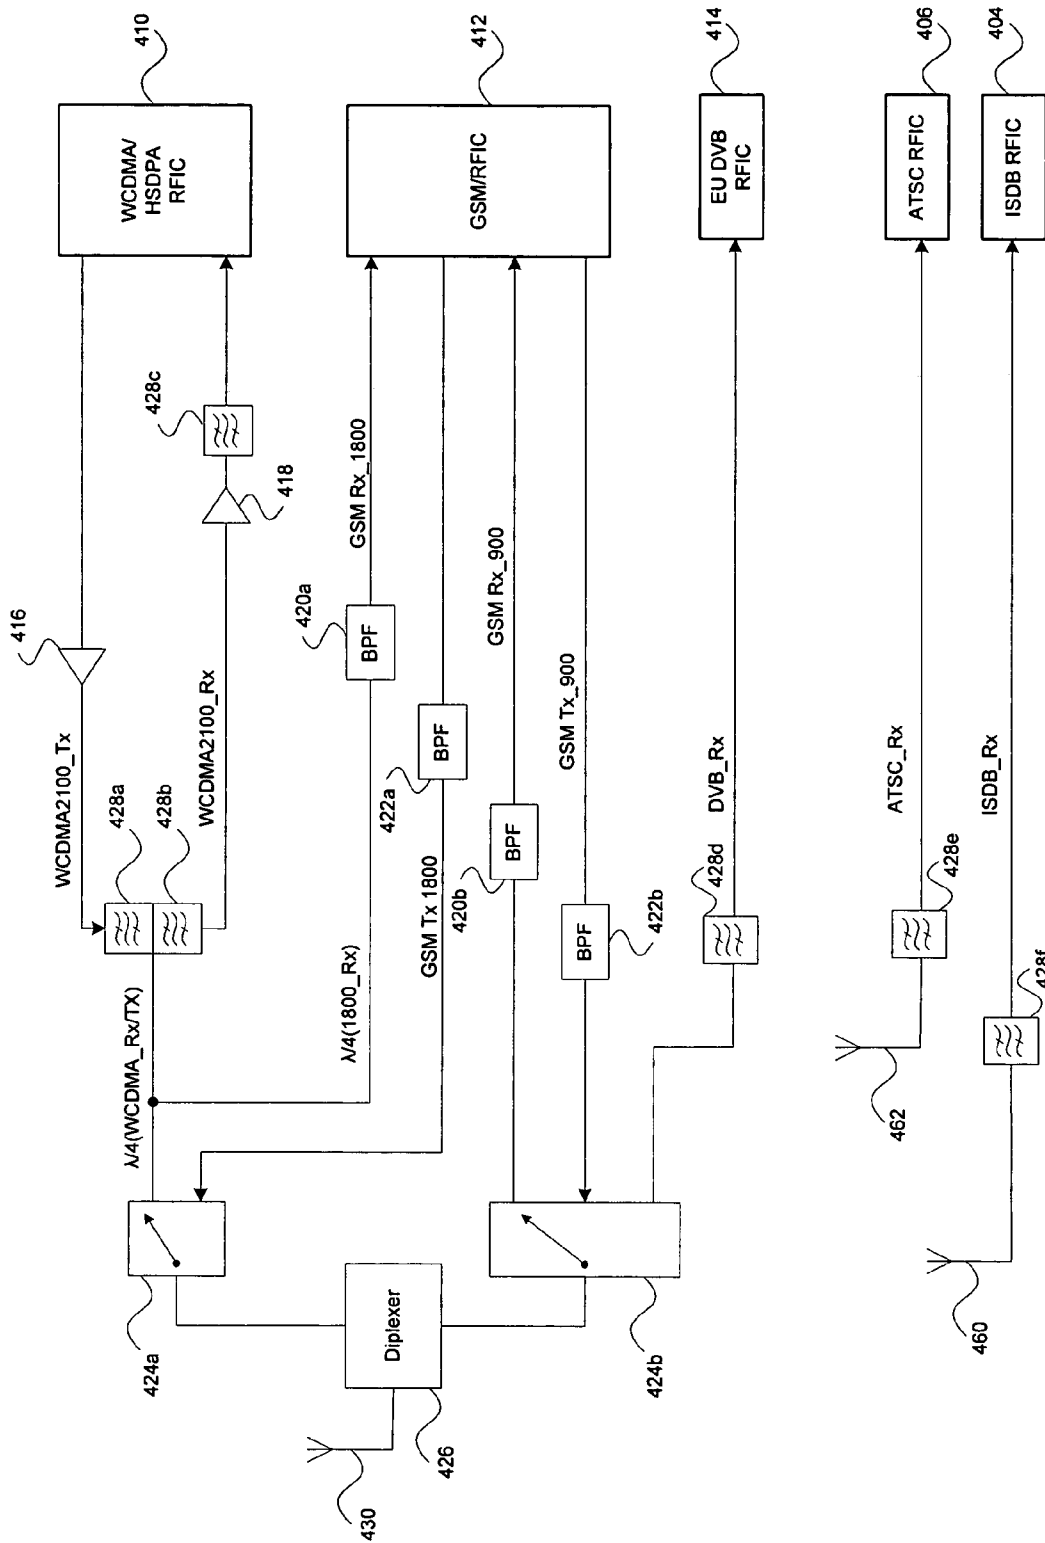 410
412
414
406
404
WCDMA/
HSDPA
RFIC
GSM/RFIC
EU DVB
RFIC
ATSC RFIC
ISDB RFIC
428c
418
416
WCDMA2100_Tx
WCDMA2100_Rx
428a
428b
GSM Rx_1800
420a
BPF
BPF
422a
GSM Tx 1800
GSM Rx_900
BPF
420b
GSM Tx_900
BPF
422b
DVB_Rx
428d
ATSC_Rx
428e
ISDB_Rx
428f
λ/4(WCDMA_Rx/TX)
λ/4(1800_Rx)
424a
424b
Diplexer
426
430
462
460